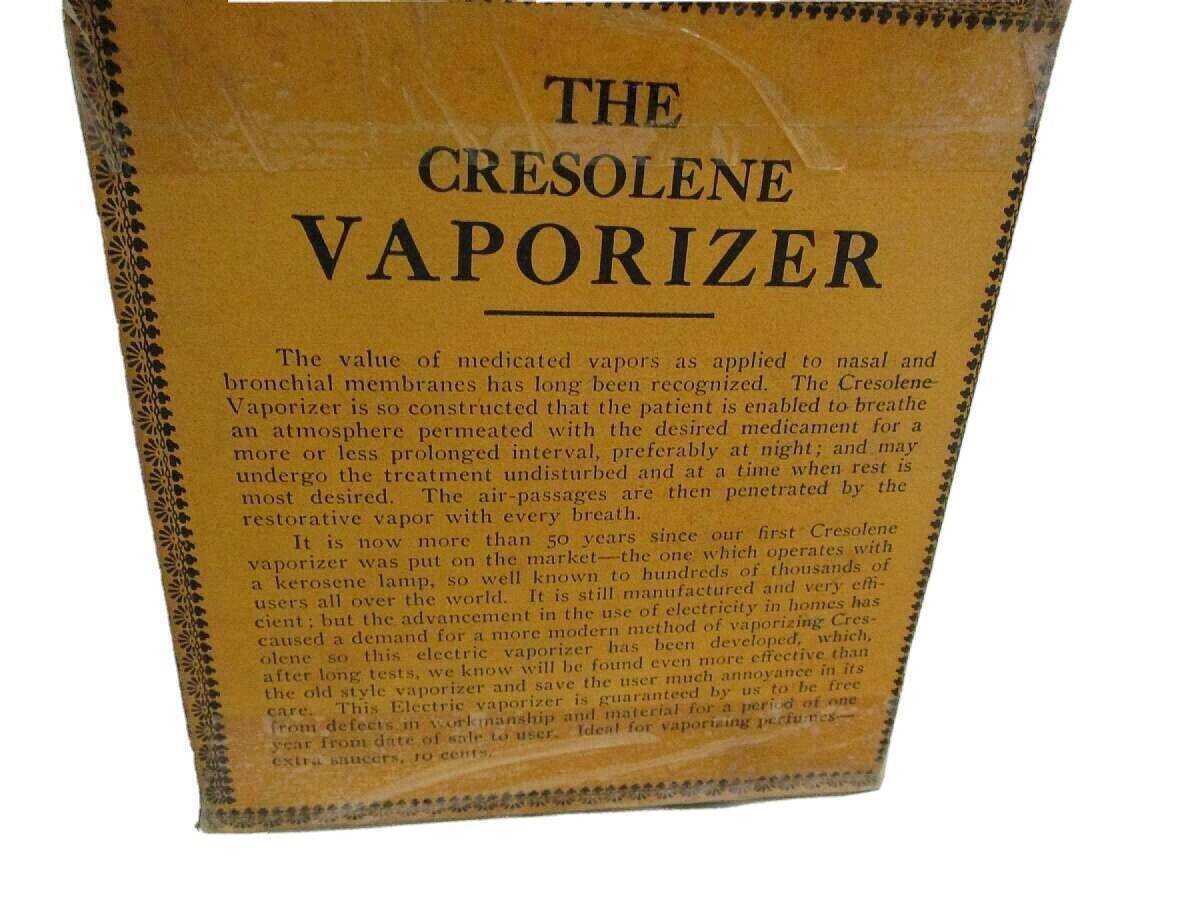 THE
CRESOLENE
VAPORIZER
The value of medicated vapors as applied to nasal and
bronchial membranes has long been recognized. The Cresolene-
Vaporizer is so constructed that the patient is enabled to breathe
an atmosphere permeated with the desired medicament for a
more or less prolonged interval, preferably at night; and may
undergo the treatment undisturbed and at a time when rest is
most desired. The air-passages are then penetrated by the
restorative vapor with every breath.
It is now more than 50 years since our first Cresolene
vaporizer was put on the market—the one which operates with
a kerosene lamp, so well known to hundreds of thousands of
users all over the world. It is still manufactured and very effi-
cient; but the advancement in the use of electricity in homes has
caused a demand for a more modern method of vaporizing Cres-
olene so this electric vaporizer has been developed, which,
after long tests, we know will be found even more effective than
the old style vaporizer and save the user much annoyance in its
care. This Electric vaporizer is guaranteed by us to be free
from defects in workmanship and material for a period of one
year from date of sale to user. Ideal for vaporizing perfumes—
extra saucers, 10 cents.